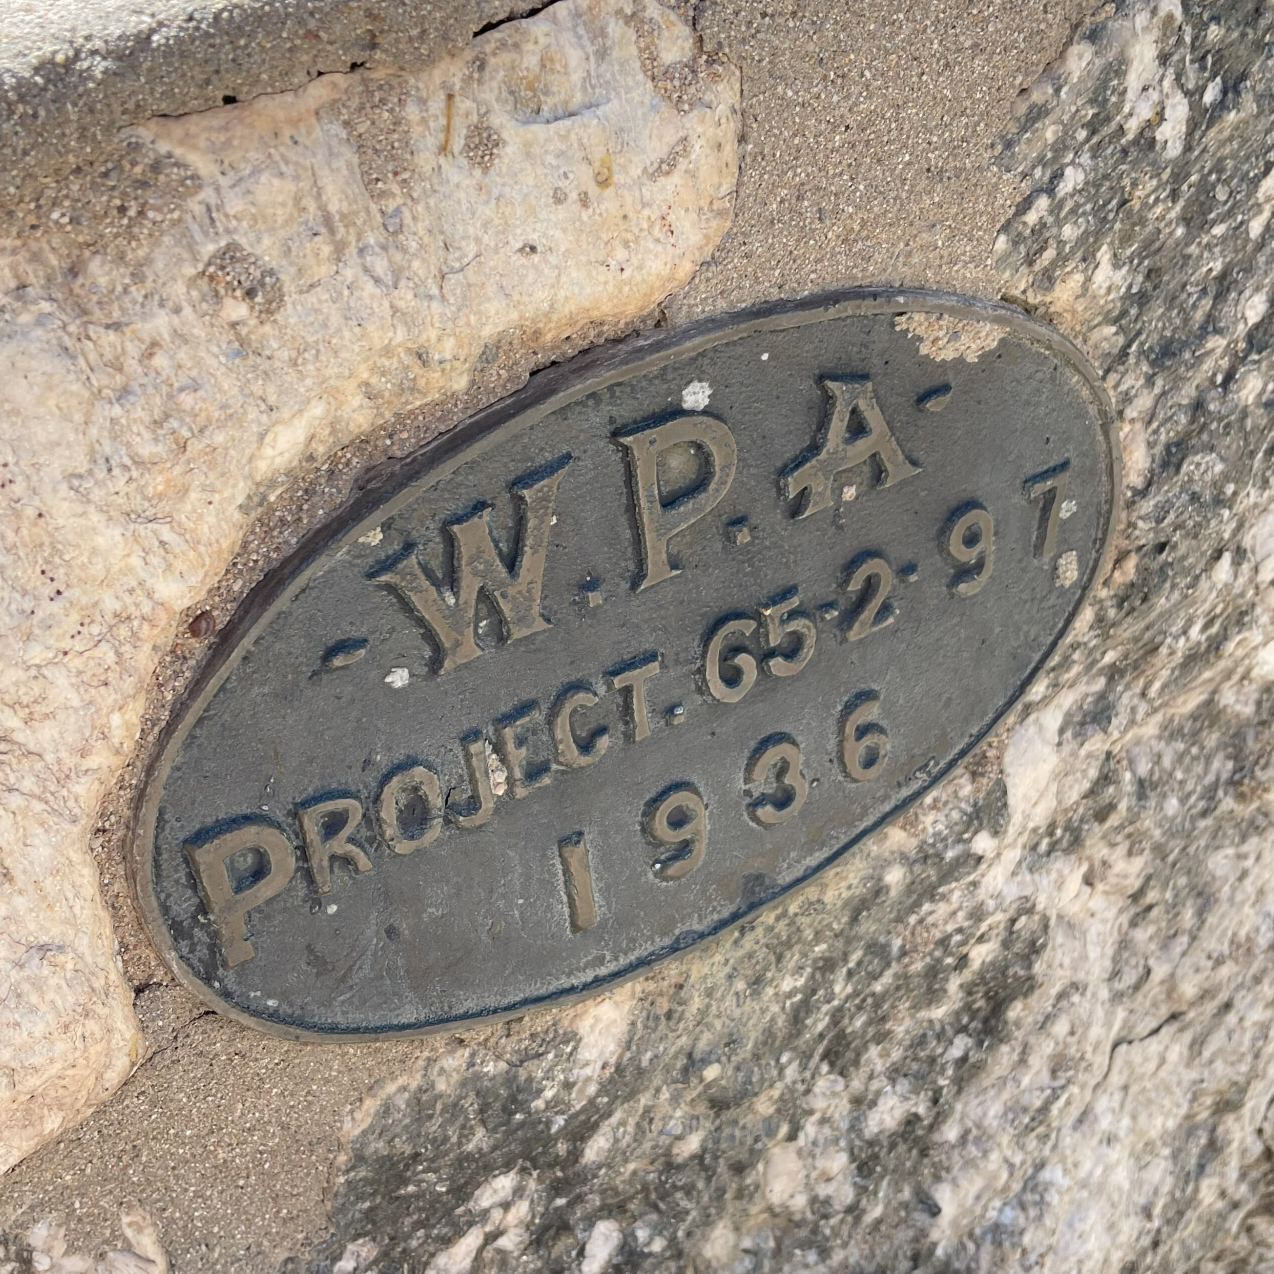 - W.P.A -
PROJECT. 65-2-97
1936